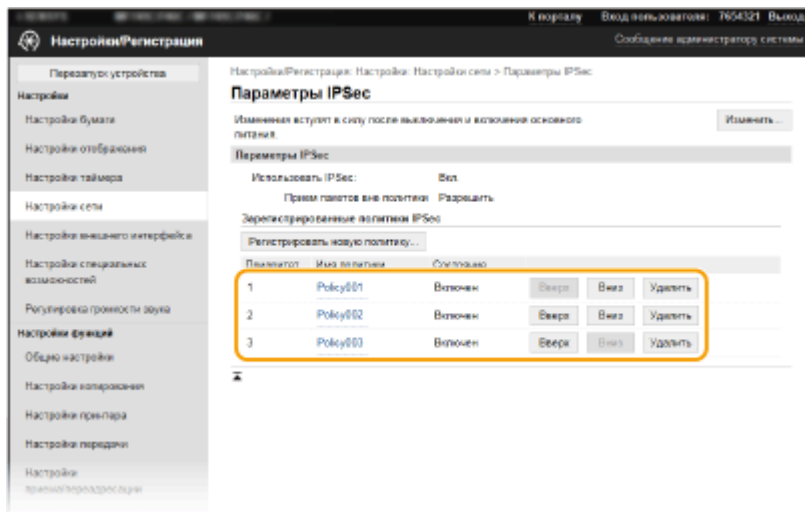 К порталу Вход пользователя: 7654321 Выход
Настройки/Регистрация
Сообщение администратору системы
Перезапуск устройства
Настройки
Настройки бумаги
Настройки отображения
Настройки таймера
Настройки сети
Настройки внешнего интерфейса
Настройки специальных
возможностей
Регулировка громкости звука
Настройки функций
Общие настройки
Настройки копирования
Настройки принтера
Настройки передачи
Настройки
приема/переадресации
Настройки/Регистрация: Настройки: Настройки сети > Параметры IPSec
Параметры IPSec
Изменения вступят в силу после выключения и включения основного
питания.
Изменить...
Параметры IPSec
Использовать IPSec: Вкл.
Прием пакетов вне политики Разрешить
Зарегистрированные политики IPSec
Регистрировать новую политику...
Приоритет Имя политики Состояние
1 Policy001 Включен Вверх Вниз Удалить
2 Policy002 Включен Вверх Вниз Удалить
3 Policy003 Включен Вверх Вниз Удалить